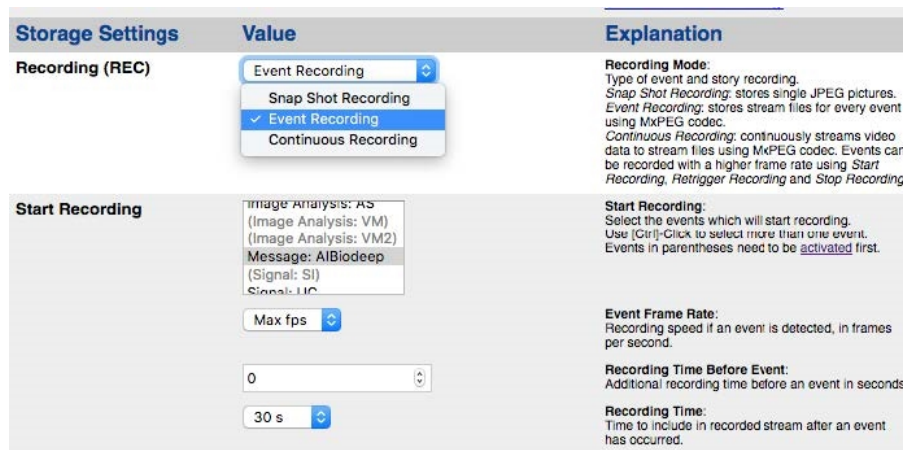 Storage Settings Value Explanation
Recording (REC)
Event Recording
Snap Shot Recording
✓ Event Recording
Continuous Recording
Recording Mode:
Type of event and story recording.
Snap Shot Recording: stores single JPEG pictures.
Event Recording: stores stream files for every event
using MxPEG codec.
Continuous Recording: continuously streams video
data to stream files using MxPEG codec. Events can
be recorded with a higher frame rate using Start
Recording, Retrigger Recording and Stop Recording
Start Recording
Image Analysis: AS
(Image Analysis: VM)
(Image Analysis: VM2)
Message: AIBiodeep
(Signal: SI)
Signal: UC
Start Recording:
Select the events which will start recording.
Use [Ctrl]-Click to select more than one event.
Events in parentheses need to be activated first.
Max fps
Event Frame Rate:
Recording speed if an event is detected, in frames
per second.
0
Recording Time Before Event:
Additional recording time before an event in seconds
30 s
Recording Time:
Time to include in recorded stream after an event
has occurred.